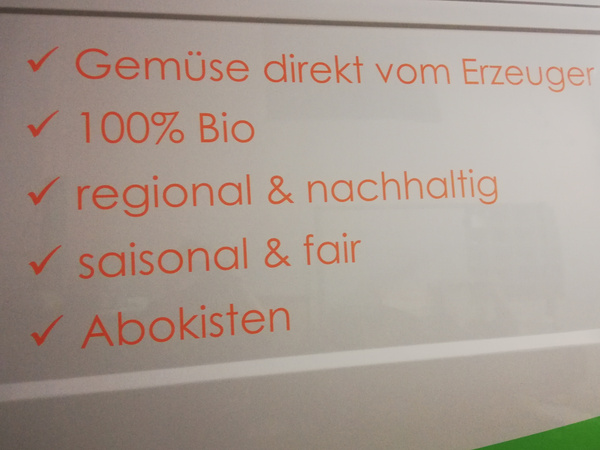 ✓ Gemüse direkt vom Erzeuger
✓ 100% Bio
✓ regional & nachhaltig
✓ saisonal & fair
✓ Abokisten